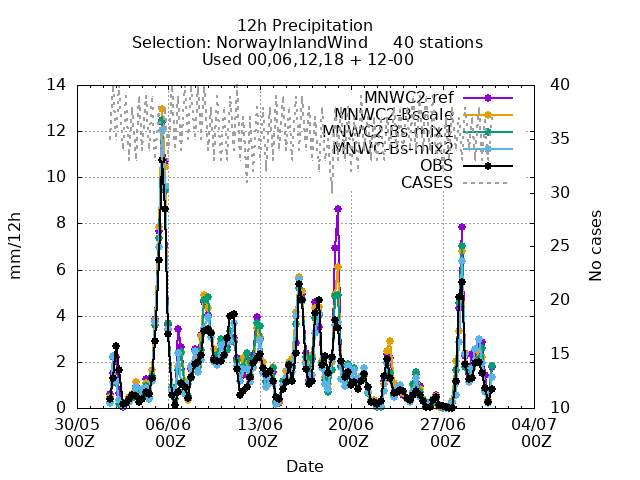 12h Precipitation
Selection: NorwayInlandWind    40 stations
Used 00,06,12,18 + 12-00
14
12
10
8
6
4
2
0
mm/12h
40
35
30
25
20
15
10
No cases
MNWC2-ref
MNWC2-Bscale
MNWC2-Bs-mix1
MNWC-Bs-mix2
OBS
CASES
30/05 06/06 13/06 20/06 27/06 04/07
00Z 00Z 00Z 00Z 00Z 00Z
Date